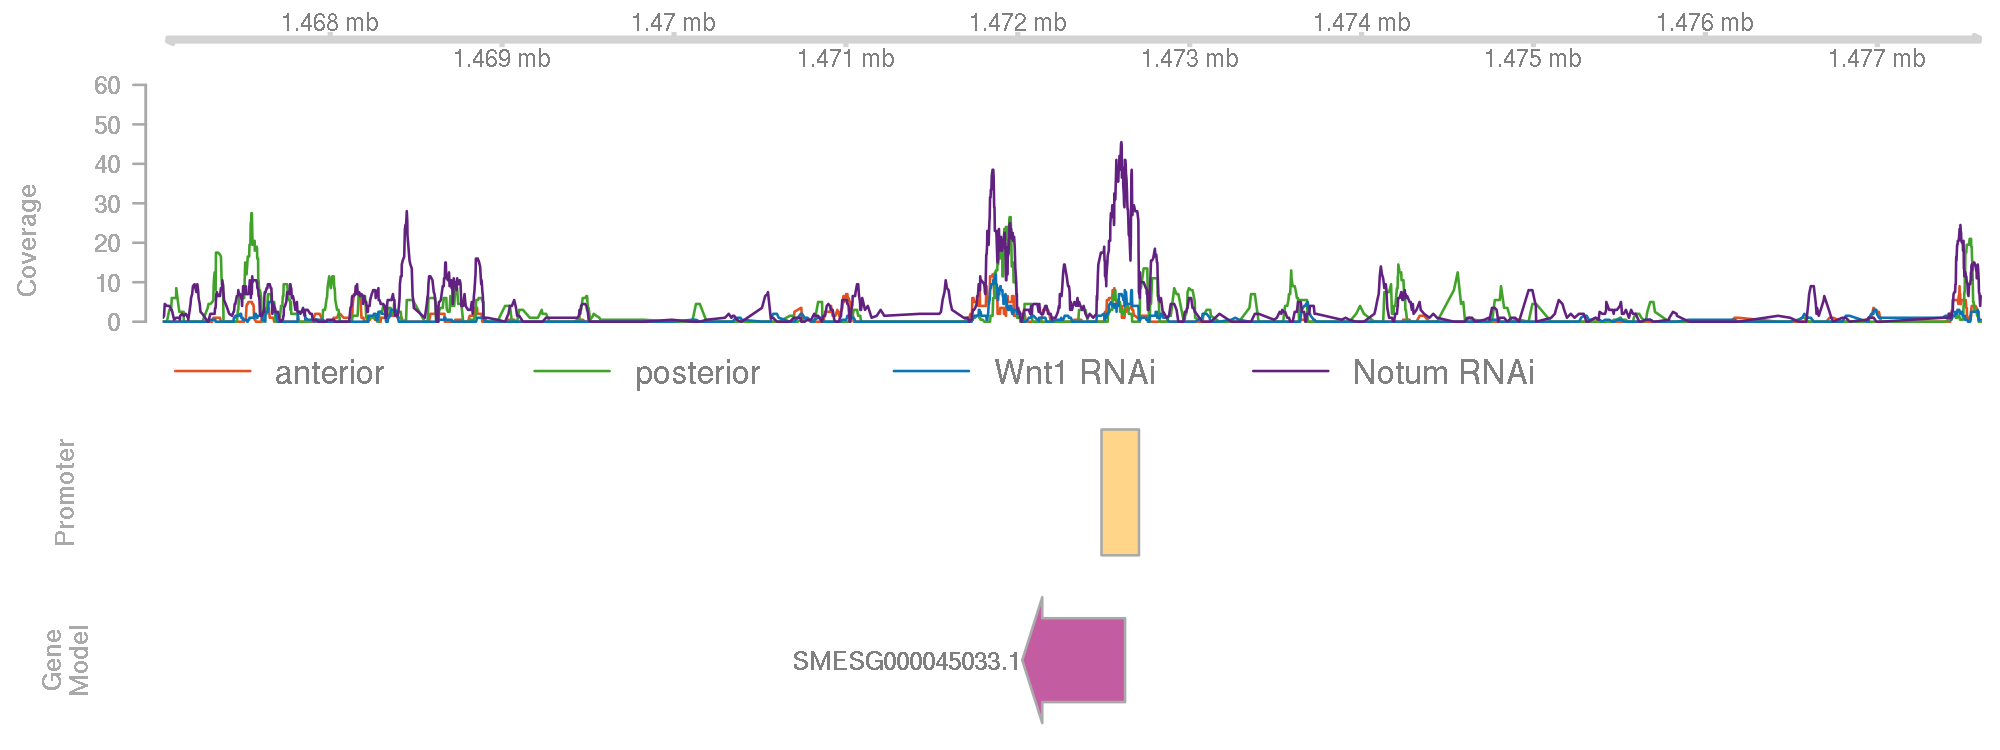 1.468 mb 1.47 mb 1.472 mb 1.474 mb 1.476 mb
1.469 mb 1.471 mb 1.473 mb 1.475 mb 1.477 mb
60
50
40
30
20
10
0
Coverage
anterior posterior Wnt1 RNAi Notum RNAi
Promoter
Gene
Model
SMESG000045033.1